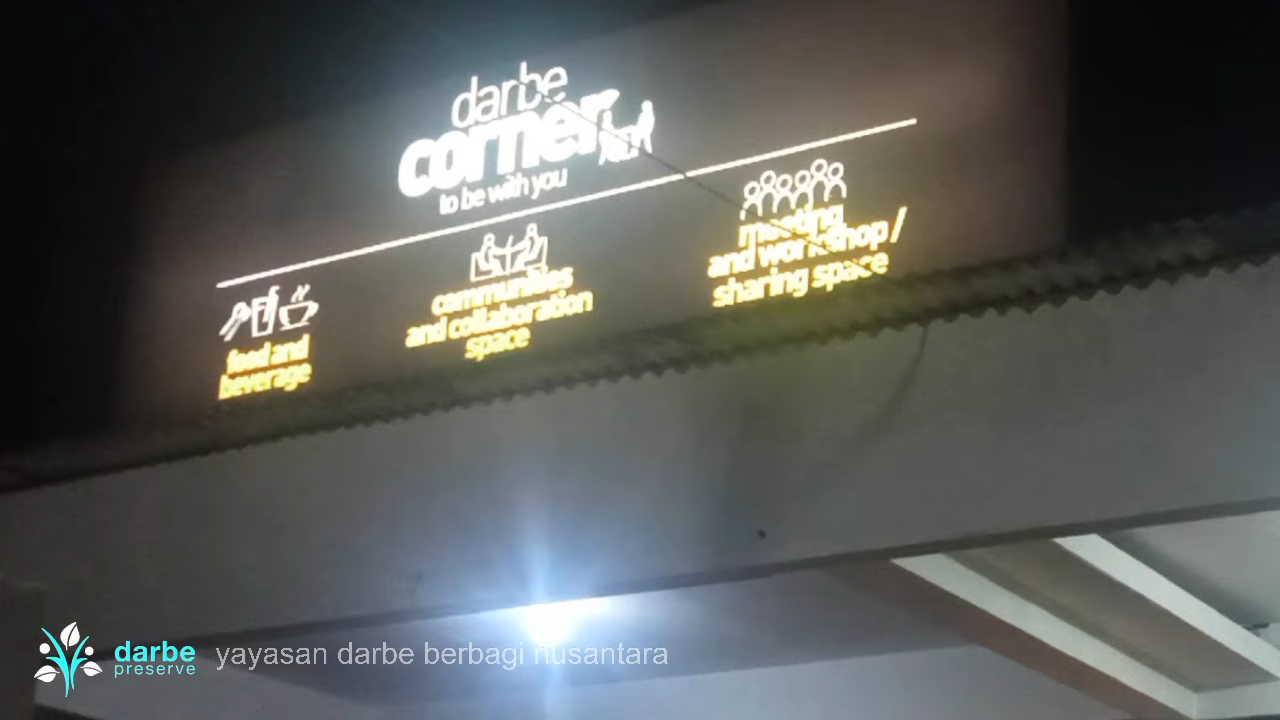 darbe
corner
to be with you
food and
beverage
communities
and collaboration
space
meeting
and workshop /
sharing space
darbe
preserve
yayasan darbe berbagi nusantara